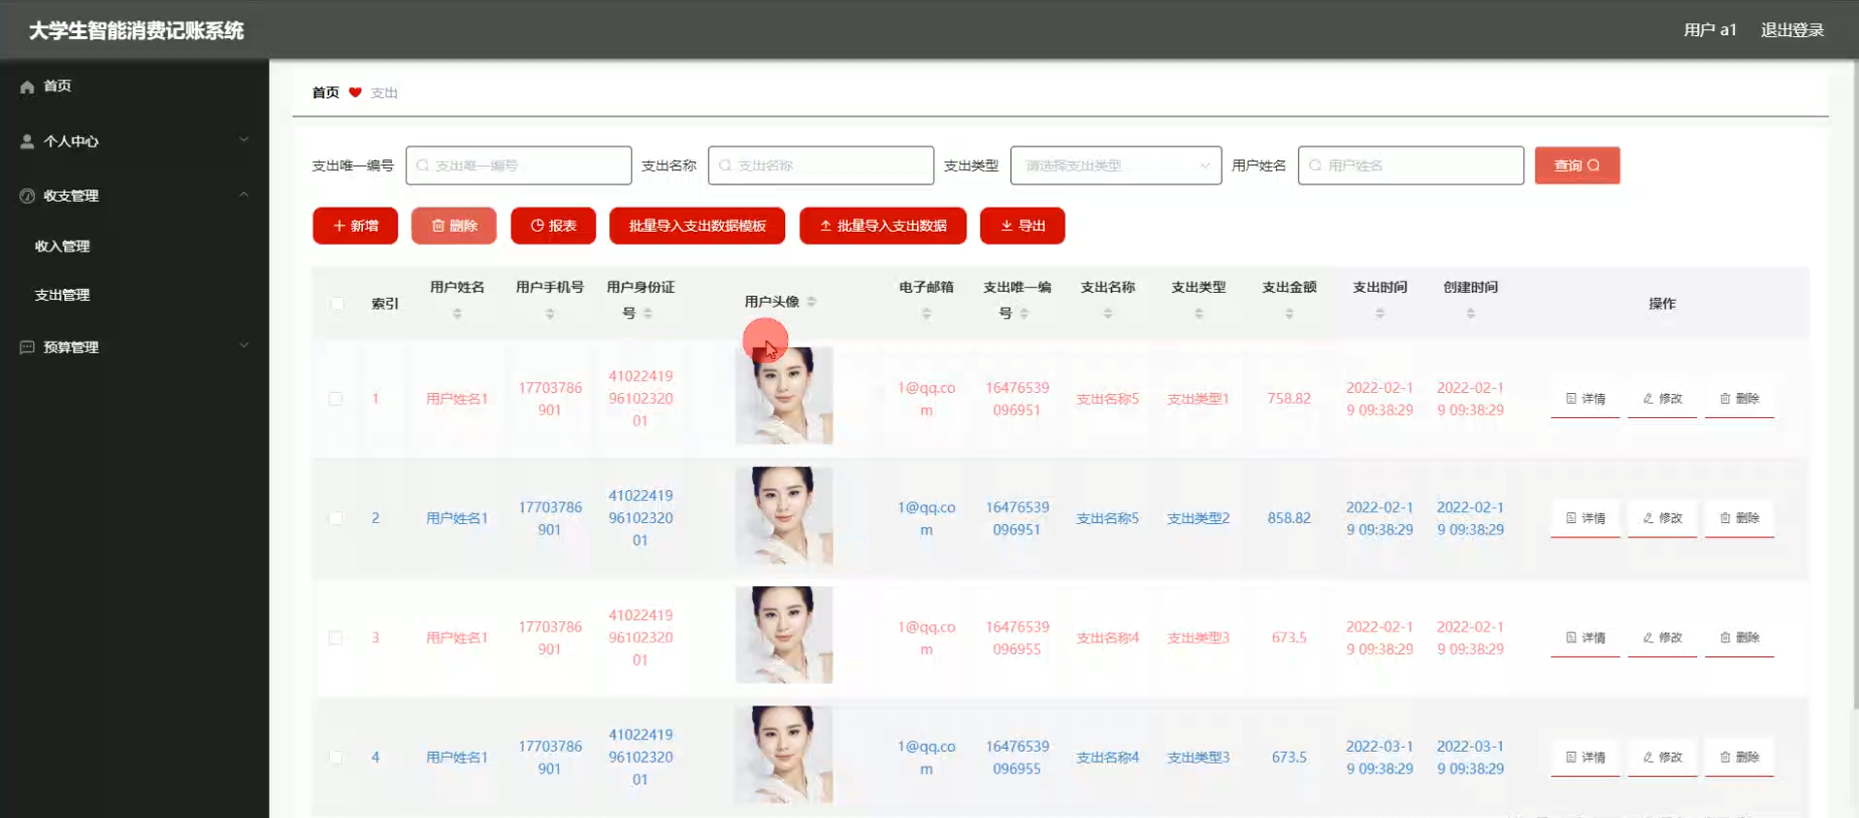 大学生智能消费记账系统
用户 a1 退出登录
首页
个人中心
收支管理
收入管理
支出管理
预算管理
首页 支出
支出唯一编号 支出唯一编号 支出名称 支出名称 支出类型 请选择支出类型 用户姓名 用户姓名 查询
新增 删除 报表 批量导入支出数据模板 批量导入支出数据 导出
索引 用户姓名 用户手机号 用户身份证号 用户头像 电子邮箱 支出唯一编号 支出名称 支出类型 支出金额 支出时间 创建时间 操作
1 用户姓名1 17703786901 410224199610232001 1@qq.com 16476539096951 支出名称5 支出类型1 758.82 2022-02-19 09:38:29 2022-02-19 09:38:29 详情 修改 删除
2 用户姓名1 17703786901 410224199610232001 1@qq.com 16476539096951 支出名称5 支出类型2 858.82 2022-02-19 09:38:29 2022-02-19 09:38:29 详情 修改 删除
3 用户姓名1 17703786901 410224199610232001 1@qq.com 16476539096955 支出名称4 支出类型3 673.5 2022-02-19 09:38:29 2022-02-19 09:38:29 详情 修改 删除
4 用户姓名1 17703786901 410224199610232001 1@qq.com 16476539096955 支出名称4 支出类型3 673.5 2022-03-19 09:38:29 2022-03-19 09:38:29 详情 修改 删除